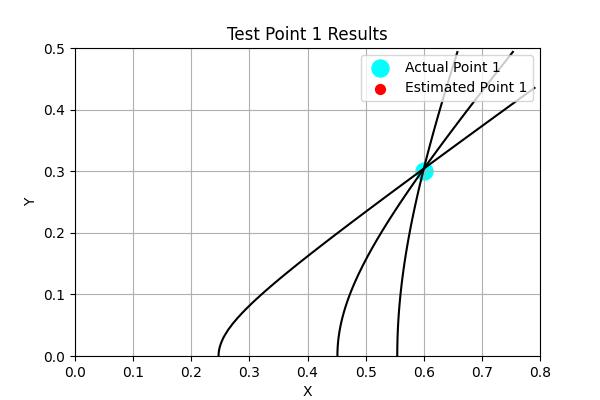 Test Point 1 Results
Actual Point 1
Estimated Point 1
0.5
0.4
0.3
0.2
0.1
0.0
Y
0.0 0.1 0.2 0.3 0.4 0.5 0.6 0.7 0.8
X